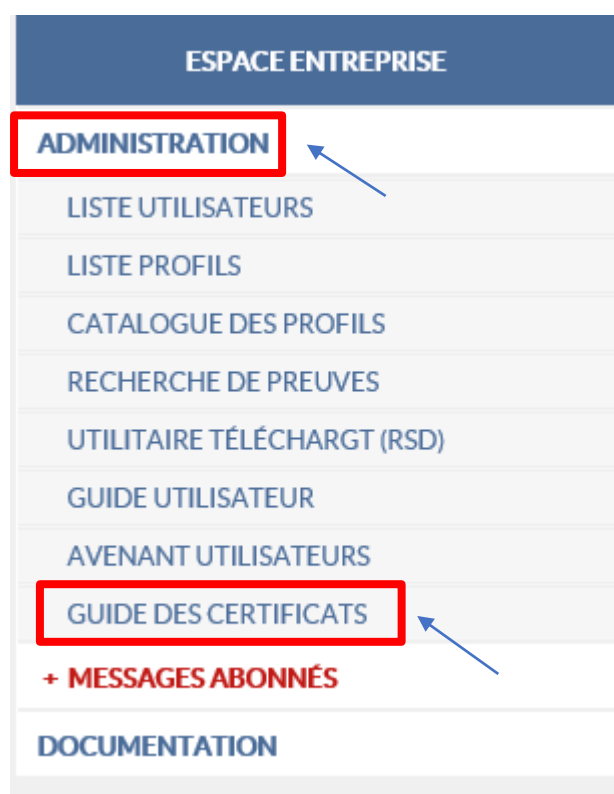 ESPACE ENTREPRISE
ADMINISTRATION
LISTE UTILISATEURS
LISTE PROFILS
CATALOGUE DES PROFILS
RECHERCHE DE PREUVES
UTILITAIRE TÉLÉCHARGT (RSD)
GUIDE UTILISATEUR
AVENANT UTILISATEURS
GUIDE DES CERTIFICATS
+ MESSAGES ABONNÉS
DOCUMENTATION